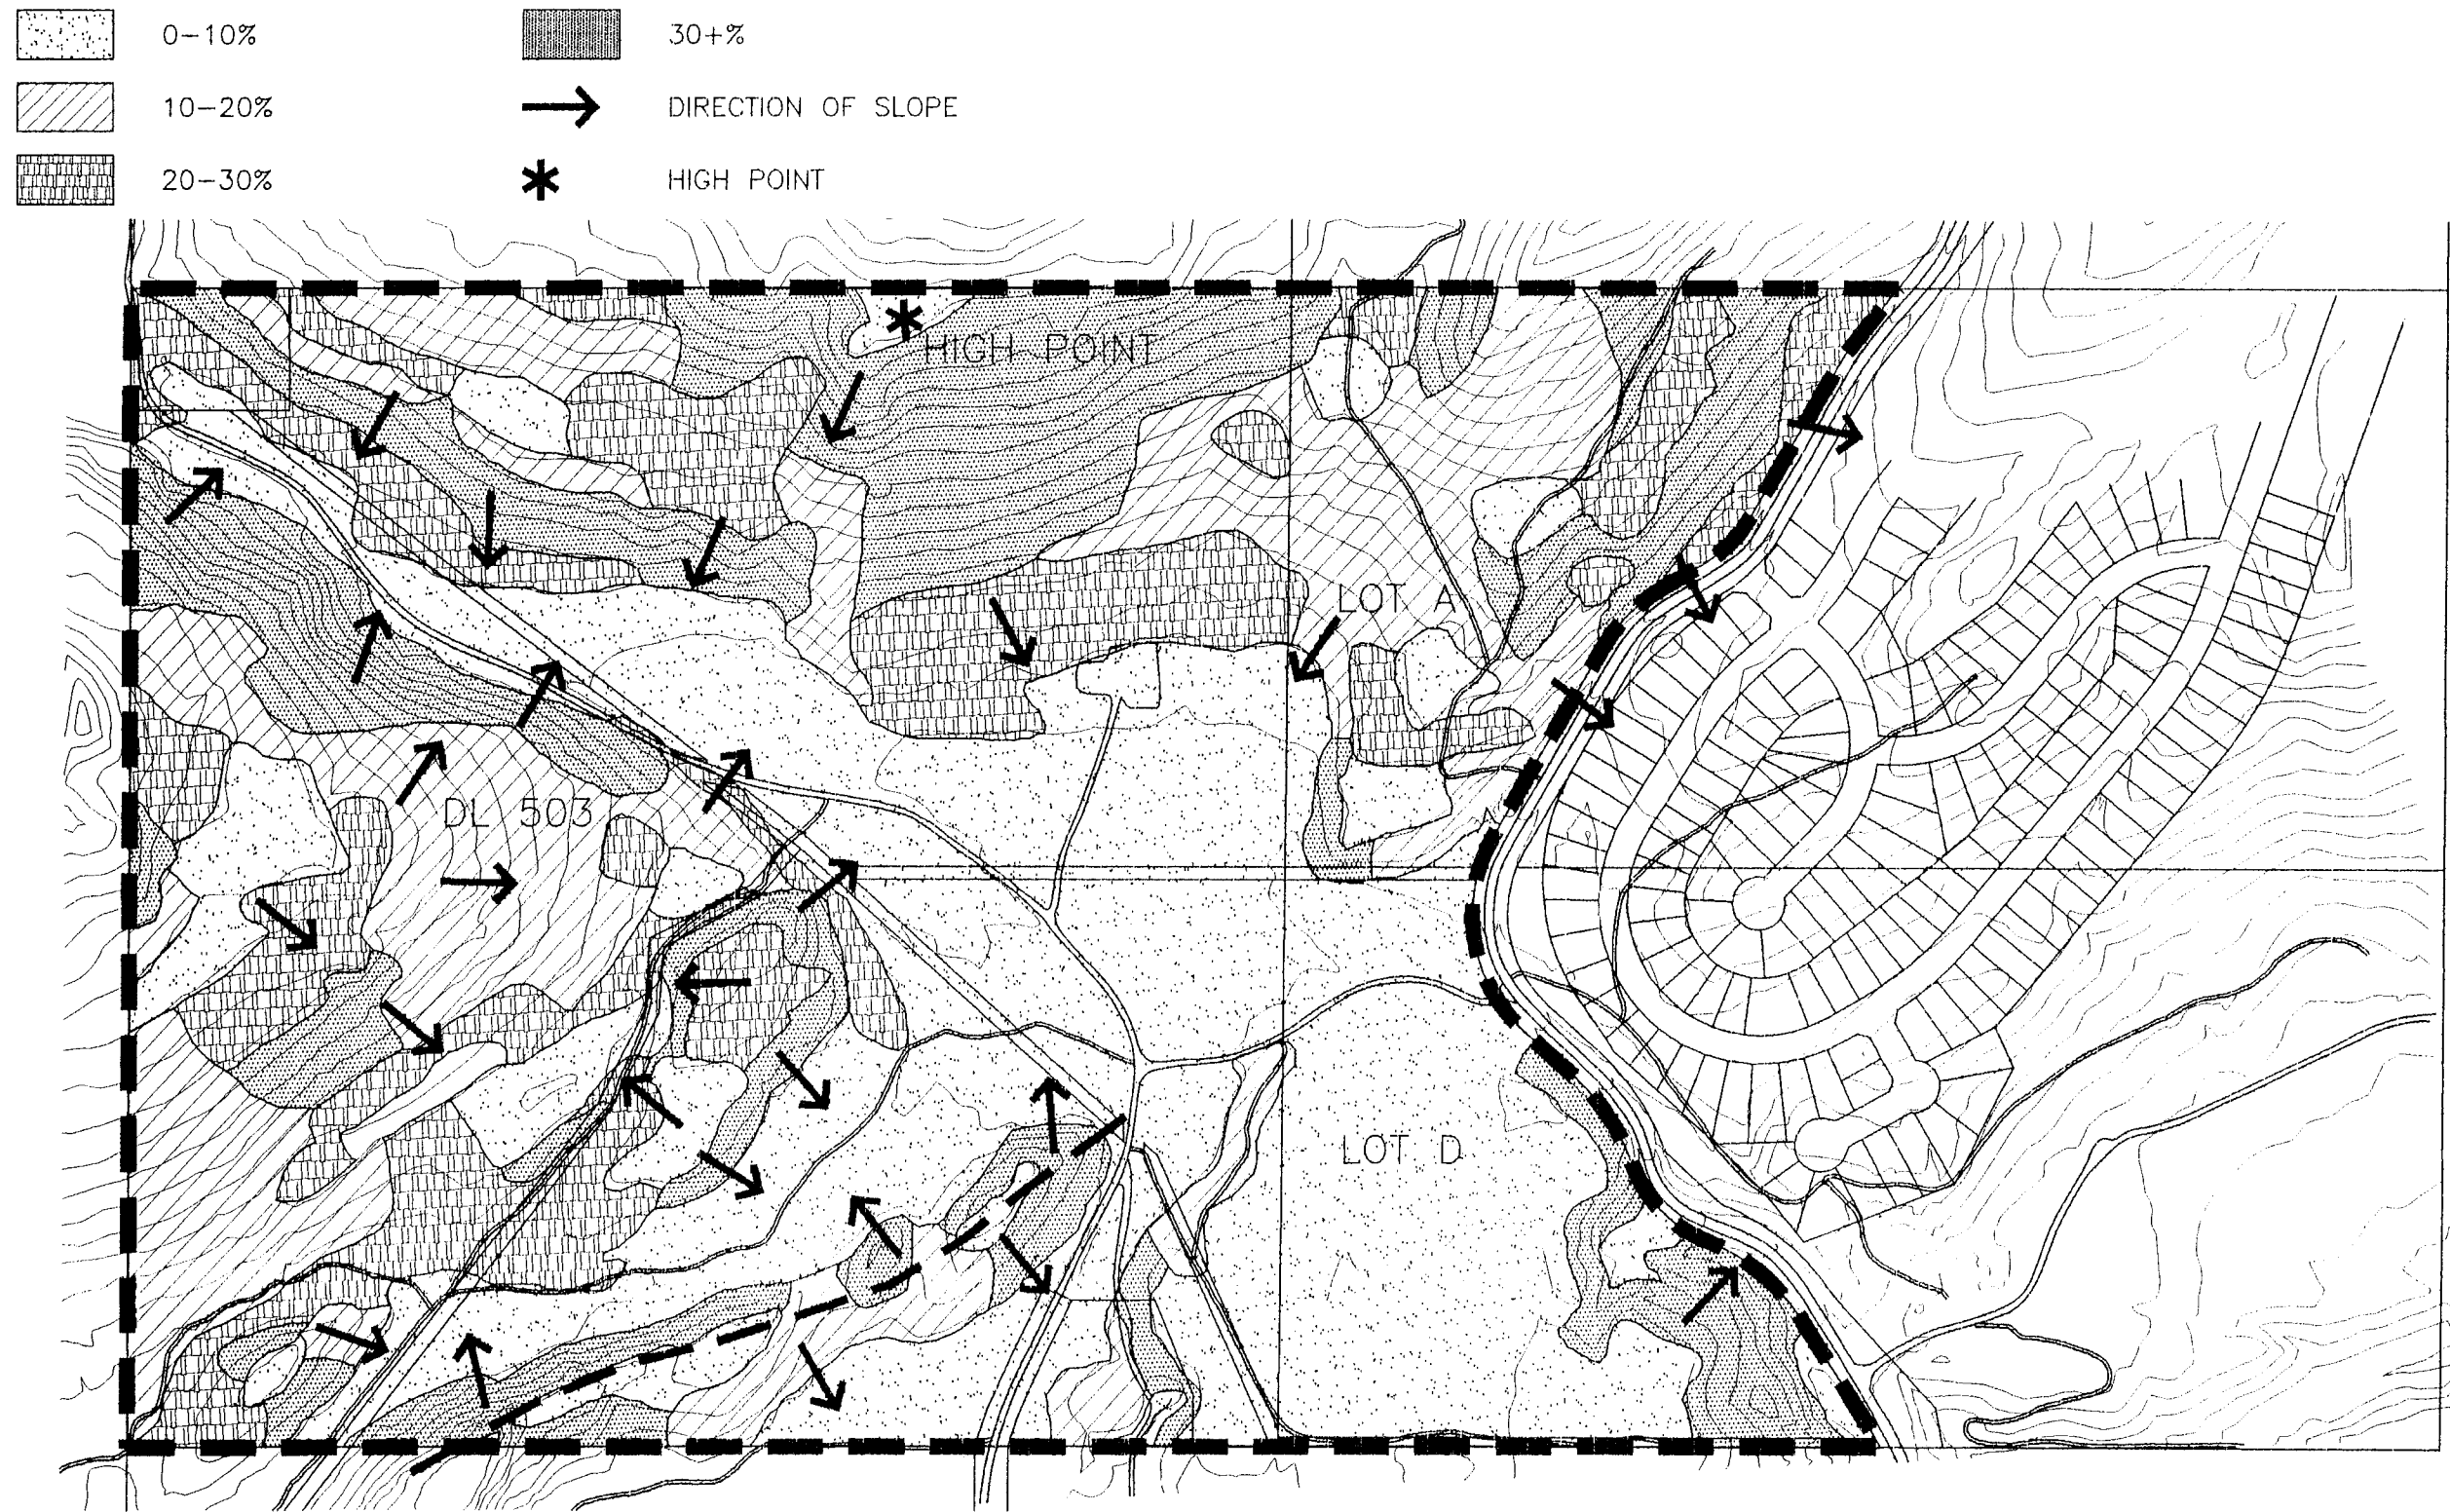 0-10%
30+%
10-20%
DIRECTION OF SLOPE
20-30%
HIGH POINT
HIGH POINT
LOT A
DL 503
LOT D